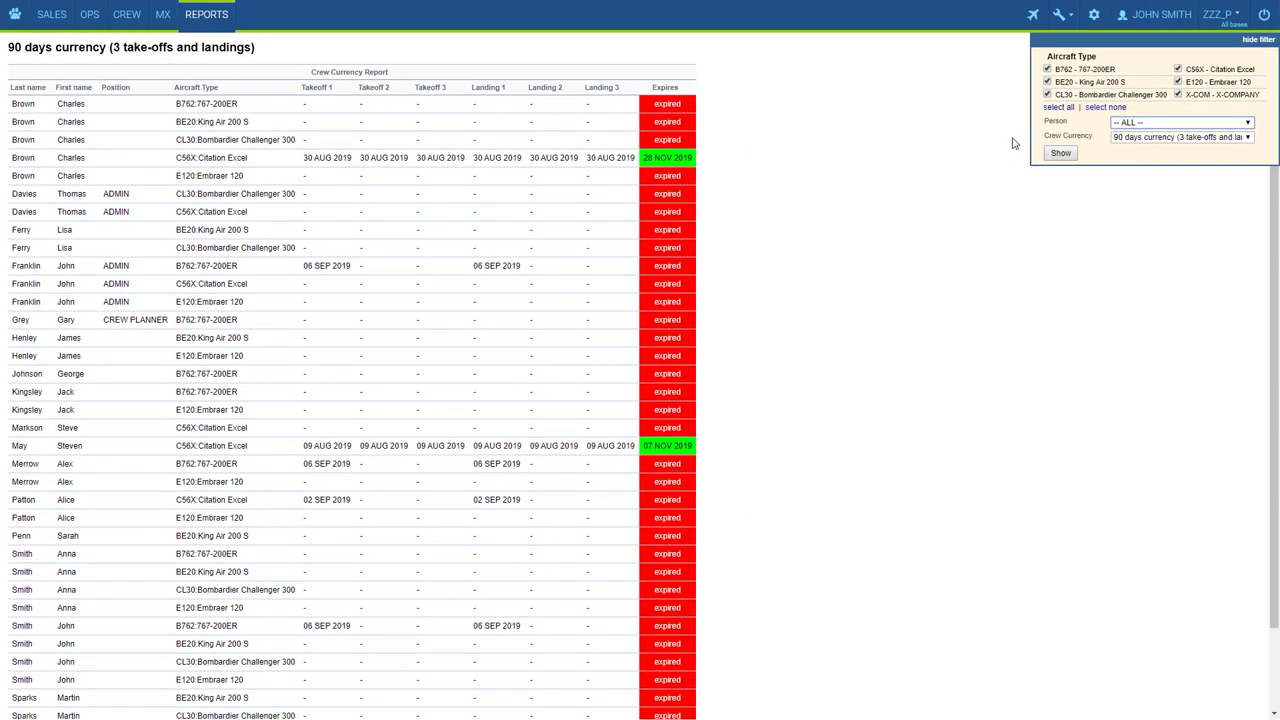 SALES OPS CREW MX REPORTS JOHN SMITH ZZZ_P
All bases
hide filter
90 days currency (3 take-offs and landings)
Aircraft Type
B762 - 767-200ER C56X - Citation Excel
BE20 - King Air 200 S E120 - Embraer 120
CL30 - Bombardier Challenger 300 X-COM - X-COMPANY
select all | select none
Person -- ALL --
Crew Currency 90 days currency (3 take-offs and lai
Show
Crew Currency Report
Last name First name Position Aircraft Type Takeoff 1 Takeoff 2 Takeoff 3 Landing 1 Landing 2 Landing 3 Expires
Brown Charles B762:767-200ER - - - - - - expired
Brown Charles BE20:King Air 200 S - - - - - - expired
Brown Charles CL30:Bombardier Challenger 300 - - - - - - expired
Brown Charles C56X:Citation Excel 30 AUG 2019 30 AUG 2019 30 AUG 2019 30 AUG 2019 30 AUG 2019 30 AUG 2019 28 NOV 2019
Brown Charles E120:Embraer 120 - - - - - - expired
Davies Thomas ADMIN CL30:Bombardier Challenger 300 - - - - - - expired
Davies Thomas ADMIN C56X:Citation Excel - - - - - - expired
Ferry Lisa BE20:King Air 200 S - - - - - - expired
Ferry Lisa CL30:Bombardier Challenger 300 - - - - - - expired
Franklin John ADMIN B762:767-200ER 06 SEP 2019 - - 06 SEP 2019 - - expired
Franklin John ADMIN C56X:Citation Excel - - - - - - expired
Franklin John ADMIN E120:Embraer 120 - - - - - - expired
Grey Gary CREW PLANNER B762:767-200ER - - - - - - expired
Henley James BE20:King Air 200 S - - - - - - expired
Henley James E120:Embraer 120 - - - - - - expired
Johnson George B762:767-200ER - - - - - - expired
Kingsley Jack B762:767-200ER - - - - - - expired
Kingsley Jack E120:Embraer 120 - - - - - - expired
Markson Steve C56X:Citation Excel - - - - - - expired
May Steven C56X:Citation Excel 09 AUG 2019 09 AUG 2019 09 AUG 2019 09 AUG 2019 09 AUG 2019 09 AUG 2019 07 NOV 2019
Merrow Alex B762:767-200ER 06 SEP 2019 - - 06 SEP 2019 - - expired
Merrow Alex E120:Embraer 120 - - - - - - expired
Patton Alice C56X:Citation Excel 02 SEP 2019 - - 02 SEP 2019 - - expired
Patton Alice E120:Embraer 120 - - - - - - expired
Penn Sarah BE20:King Air 200 S - - - - - - expired
Smith Anna B762:767-200ER - - - - - - expired
Smith Anna BE20:King Air 200 S - - - - - - expired
Smith Anna CL30:Bombardier Challenger 300 - - - - - - expired
Smith Anna E120:Embraer 120 - - - - - - expired
Smith John B762:767-200ER 06 SEP 2019 - - 06 SEP 2019 - - expired
Smith John BE20:King Air 200 S - - - - - - expired
Smith John CL30:Bombardier Challenger 300 - - - - - - expired
Smith John E120:Embraer 120 - - - - - - expired
Sparks Martin BE20:King Air 200 S - - - - - - expired
Sparks Martin CL30:Bombardier Challenger 300 - - - - - - expired